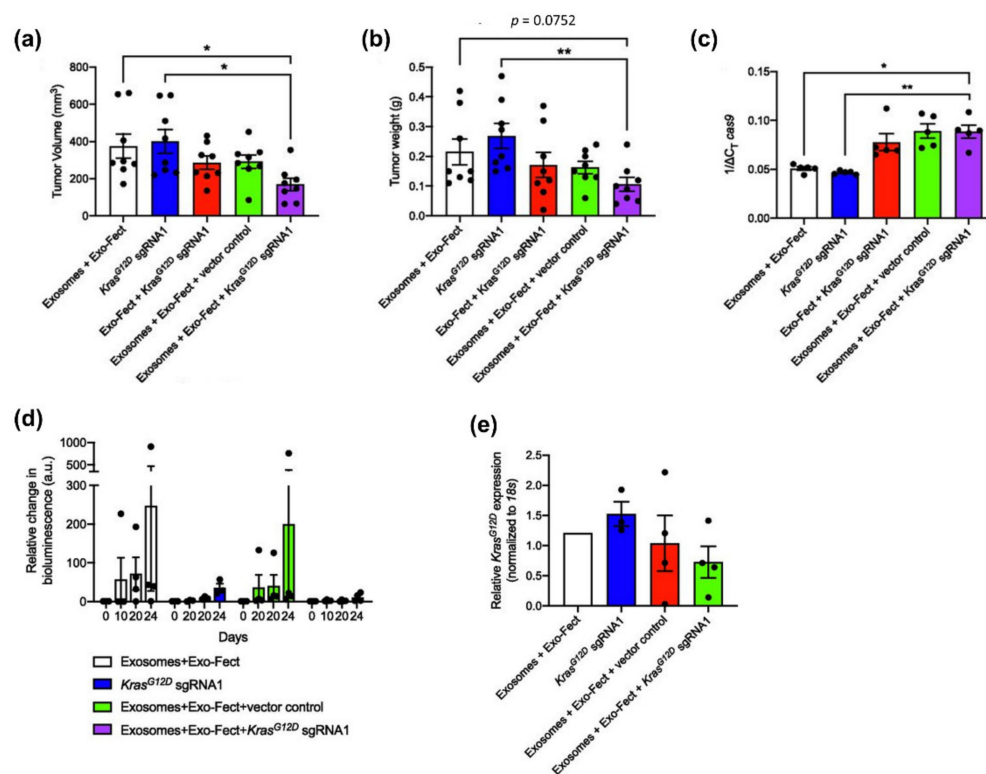 p = 0.0752
(a)
(b)
(c)
*
*
**
*
**
Tumor Volume (mm³)
800
600
400
200
0
Tumor weight (g)
0.5
0.4
0.3
0.2
0.1
0.0
1/ΔCT cas9
0.15
0.10
0.05
0.00
Exosomes + Exo-Fect
KrasG12D sgRNA1
Exo-Fect + KrasG12D sgRNA1
Exosomes + Exo-Fect + vector control
Exosomes + Exo-Fect + KrasG12D sgRNA1
Exosomes + Exo-Fect
KrasG12D sgRNA1
Exo-Fect + KrasG12D sgRNA1
Exosomes + Exo-Fect + vector control
Exosomes + Exo-Fect + KrasG12D sgRNA1
Exosomes + Exo-Fect
KrasG12D sgRNA1
Exo-Fect + KrasG12D sgRNA1
Exosomes + Exo-Fect + vector control
Exosomes + Exo-Fect + KrasG12D sgRNA1
(d)
Relative change in
bioluminescence (a.u.)
1000
500
300
200
100
0
0 10 20 24 0 20 20 24 0 20 20 24 0 10 20 24
Days
Exosomes+Exo-Fect
KrasG12D sgRNA1
Exosomes+Exo-Fect+vector control
Exosomes+Exo-Fect+KrasG12D sgRNA1
(e)
Relative KrasG12D expression
(normalized to 18s)
2.5
2.0
1.5
1.0
0.5
0.0
Exosomes + Exo-Fect
KrasG12D sgRNA1
Exosomes + Exo-Fect + vector control
Exosomes + Exo-Fect + KrasG12D sgRNA1